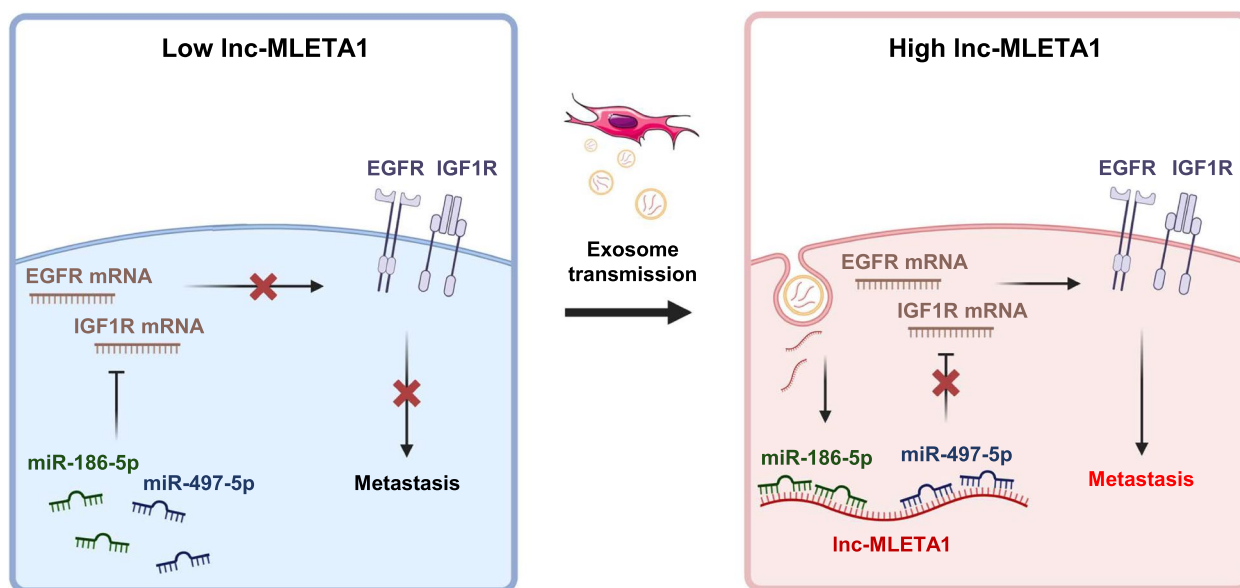 Low lnc-MLETA1
EGFR IGF1R
EGFR mRNA
IGF1R mRNA
miR-186-5p
miR-497-5p
Metastasis
Exosome
transmission
High lnc-MLETA1
EGFR IGF1R
EGFR mRNA
IGF1R mRNA
miR-186-5p
miR-497-5p
lnc-MLETA1
Metastasis